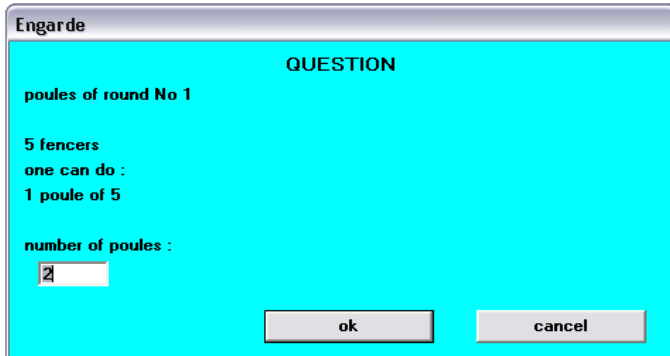 Engarde
QUESTION
poules of round No 1
5 fencers
one can do :
1 poule of 5
number of poules :
2
ok cancel